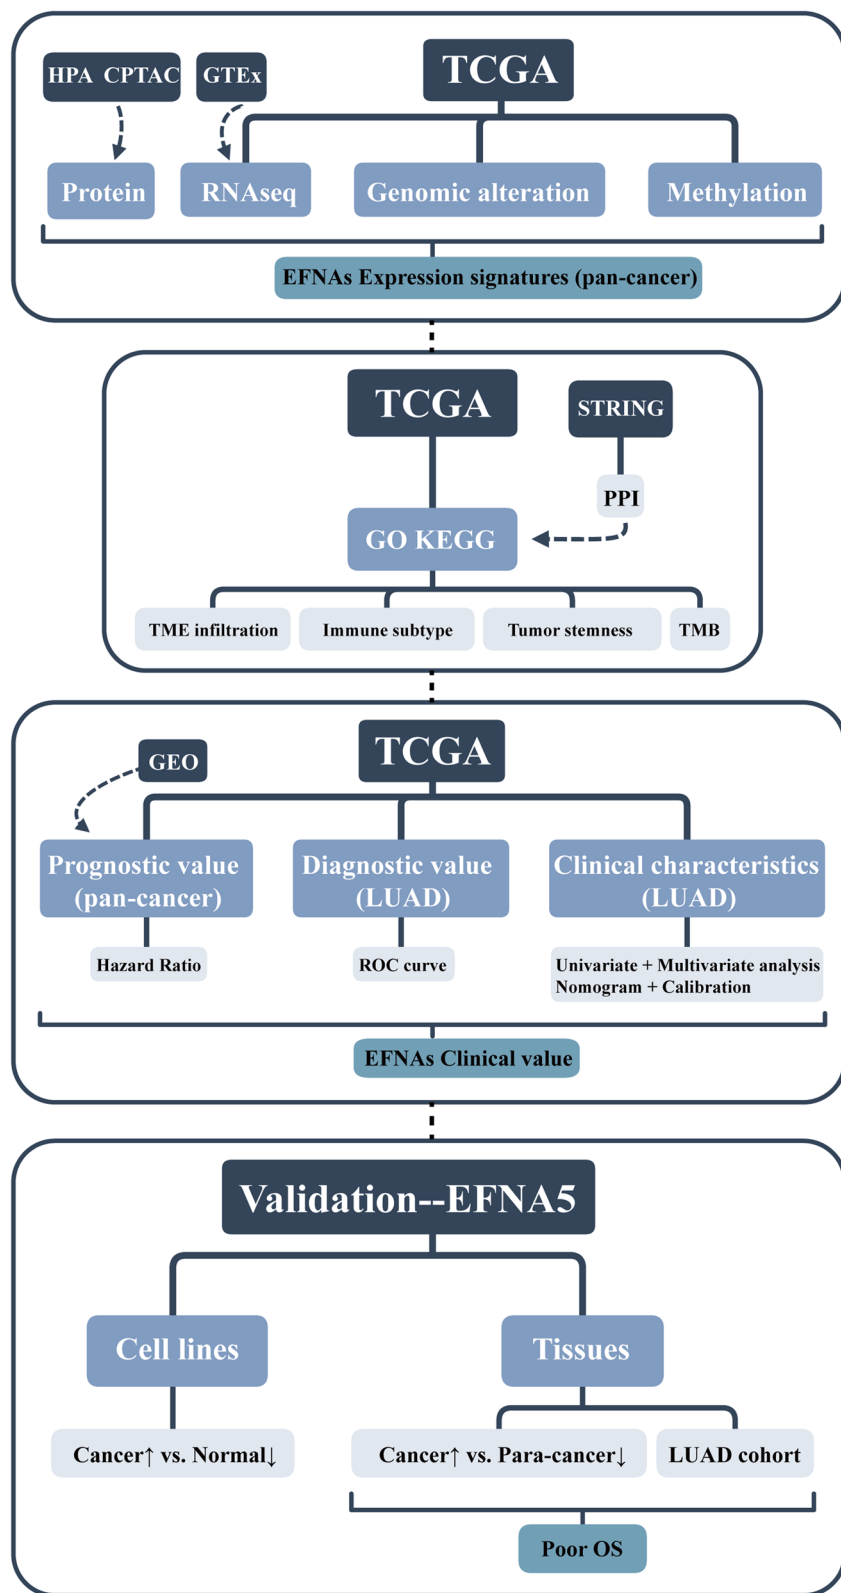 HPA CPTAC
GTEx
TCGA
Protein
RNAseq
Genomic alteration
Methylation
EFNAs Expression signatures (pan-cancer)
TCGA
STRING
PPI
GO KEGG
TME infiltration
Immune subtype
Tumor stemness
TMB
TCGA
GEO
Prognostic value
(pan-cancer)
Diagnostic value
(LUAD)
Clinical characteristics
(LUAD)
Hazard Ratio
ROC curve
Univariate + Multivariate analysis
Nomogram + Calibration
EFNAs Clinical value
Validation--EFNA5
Cell lines
Tissues
Cancer↑ vs. Normal↓
Cancer↑ vs. Para-cancer↓
LUAD cohort
Poor OS